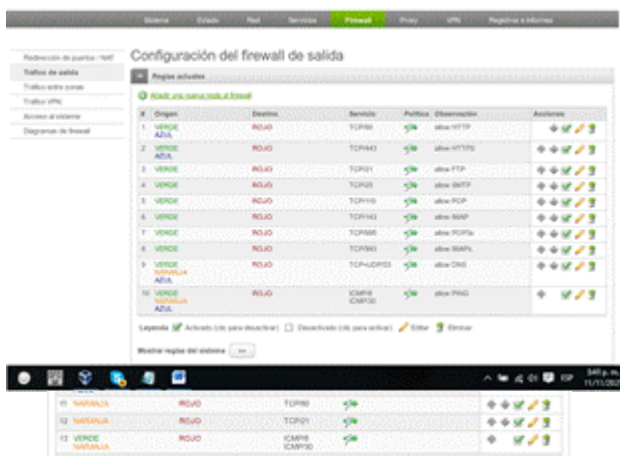 Sistema Estado Red Servicios Firewall Proxy VPN Registros e informes
Configuración del firewall de salida
Redirección de puertos / NAT
Tráfico de salida
Tráfico entre zonas
Tráfico VPN
Acceso al sistema
Diagramas de firewall
Reglas actuales
Añadir una nueva regla al firewall
# Origen Destino Servicio Política Observación Acciones
1 VERDE ROJO TCP/80 allow HTTP
AZUL
2 VERDE ROJO TCP/443 allow HTTPS
AZUL
3 VERDE ROJO TCP/21 allow FTP
4 VERDE ROJO TCP/25 allow SMTP
5 VERDE ROJO TCP/110 allow POP
6 VERDE ROJO TCP/143 allow IMAP
7 VERDE ROJO TCP/995 allow POP3s
8 VERDE ROJO TCP/993 allow IMAPs
9 VERDE ROJO TCP+UDP/53 allow DNS
NARANJA
AZUL
10 VERDE ROJO ICMP/8 allow PING
NARANJA ICMP/30
AZUL
Leyenda Activado (clic para desactivar) Desactivado (clic para activar) Editar Eliminar
Mostrar reglas del sistema >>
ESP 5:40 p. m.
11/11/202
11 NARANJA ROJO TCP/80
12 NARANJA ROJO TCP/21
13 VERDE ROJO ICMP/8
NARANJA ICMP/30